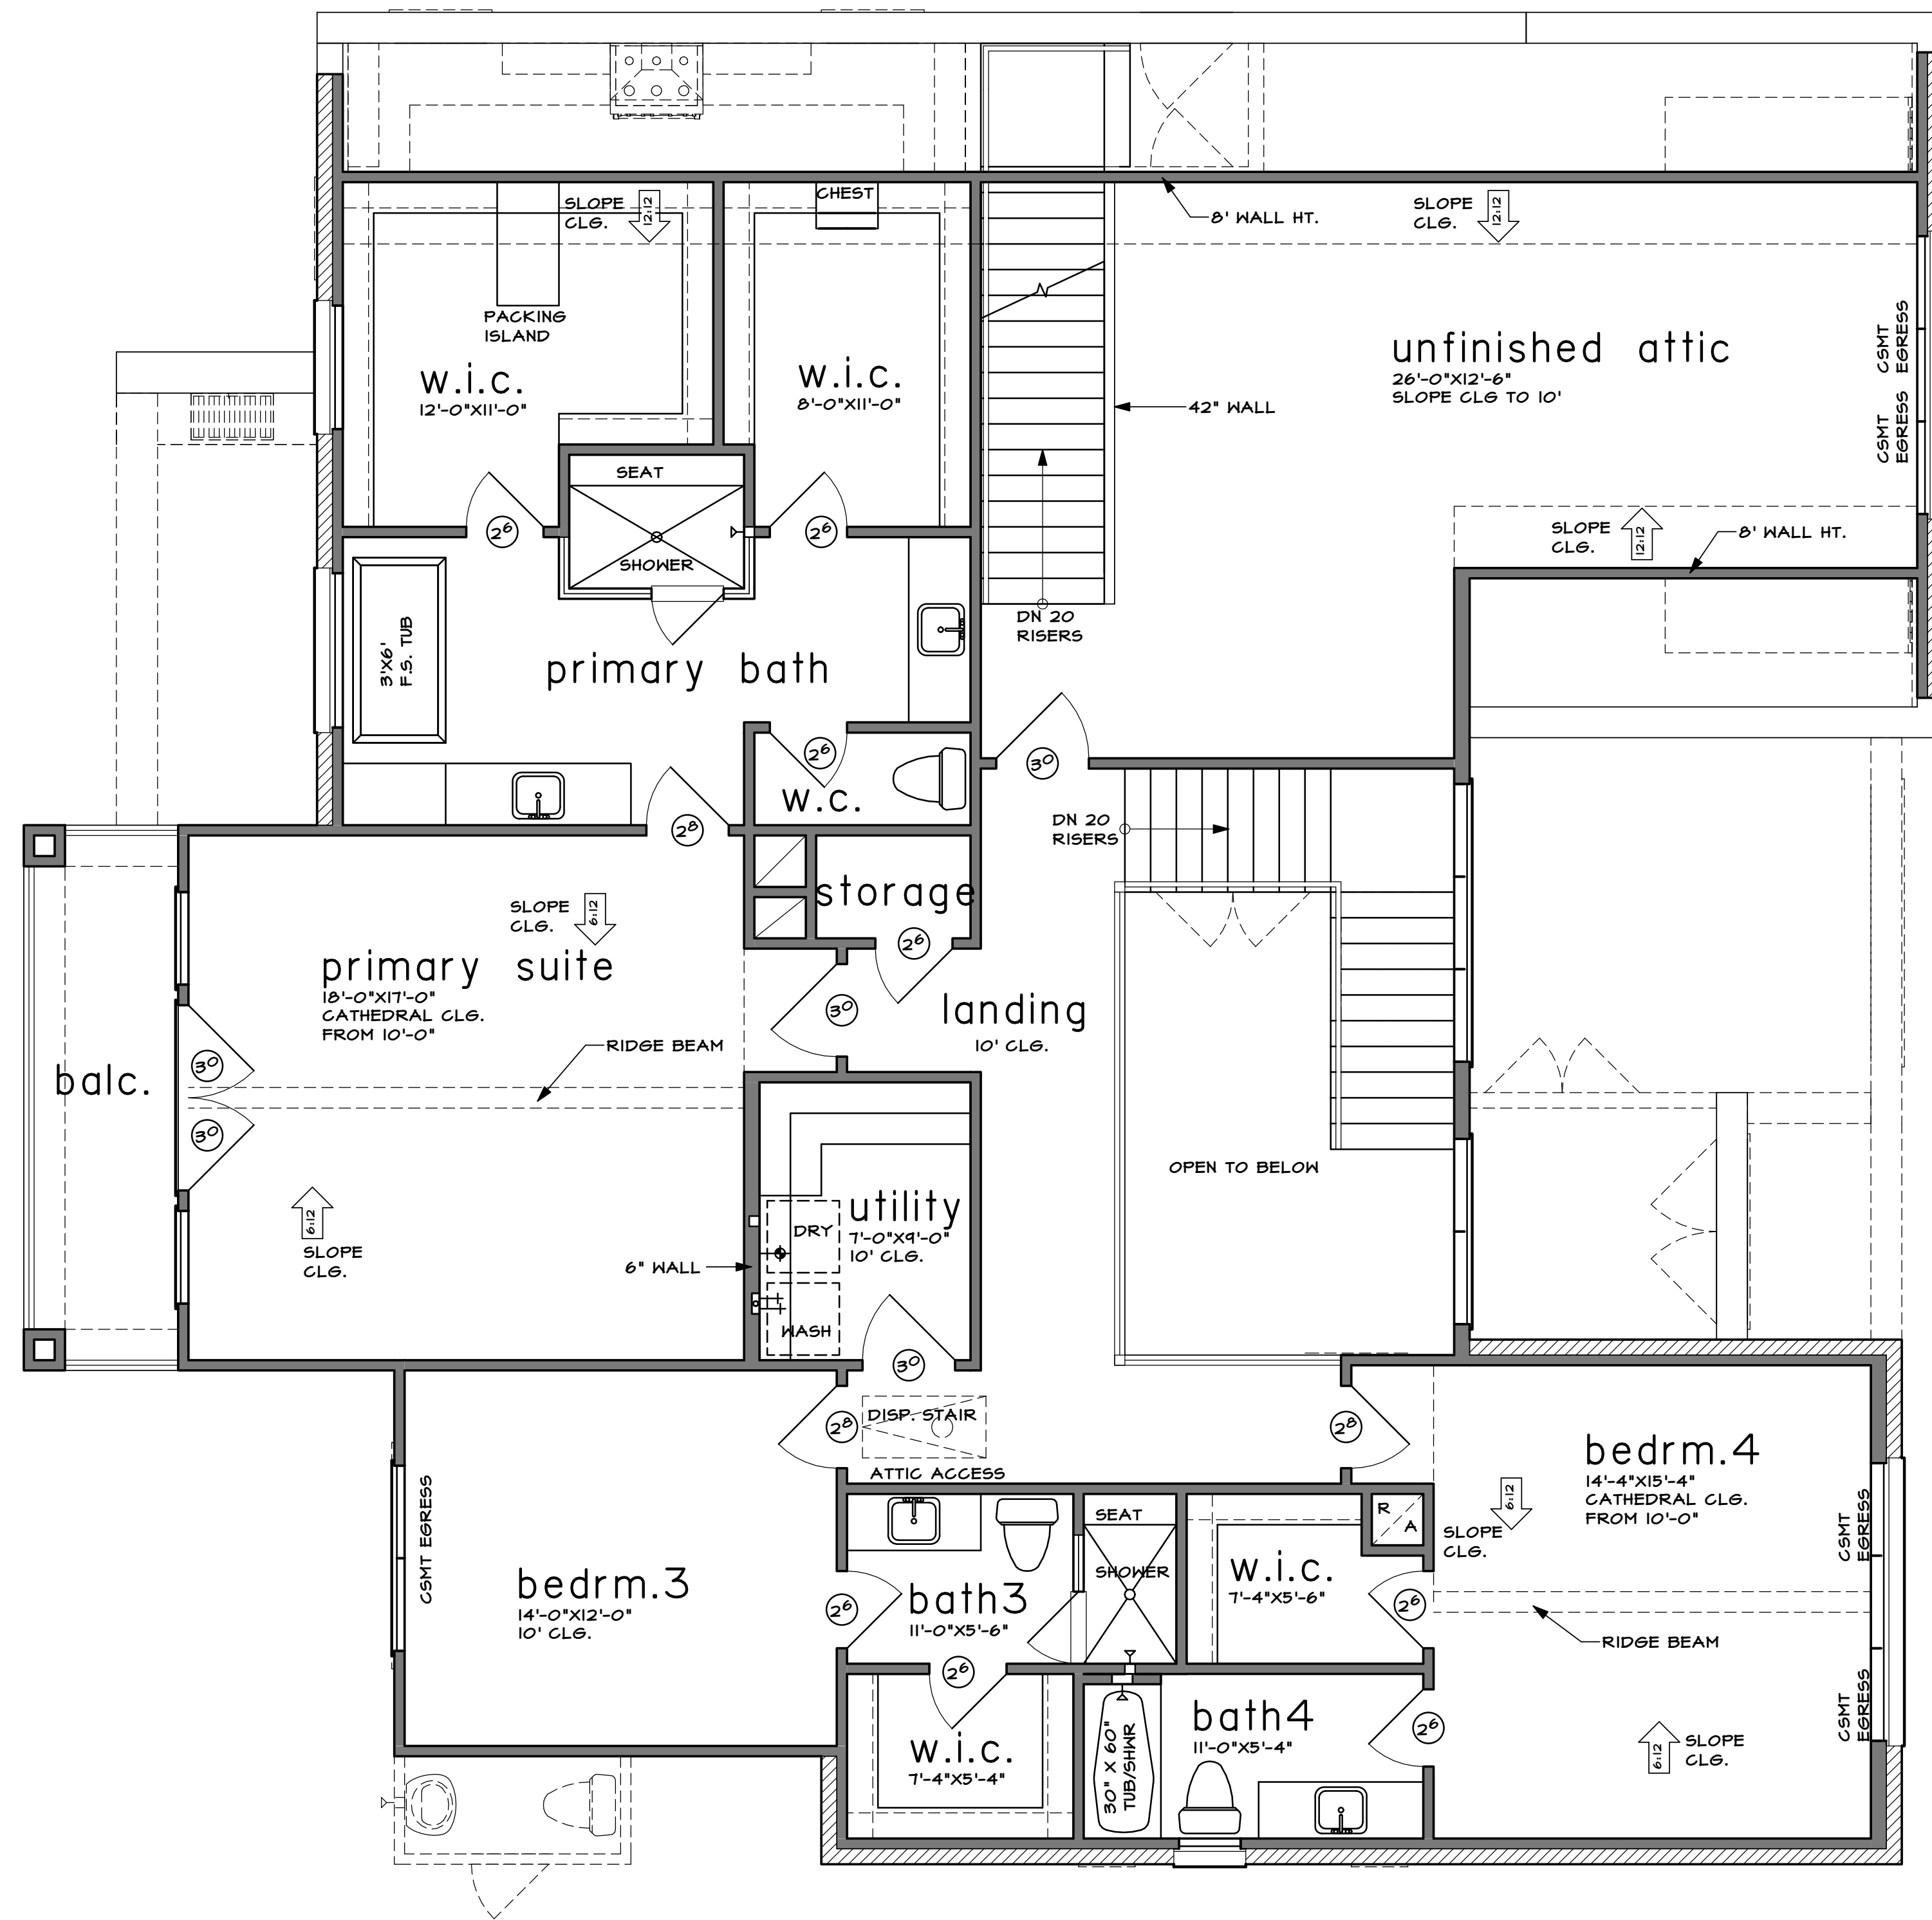 SLOPE
CLG.
12:12
CHEST
8' WALL HT.
SLOPE
CLG.
12:12
PACKING
ISLAND
w.i.c.
12'-0"X11'-0"
w.i.c.
8'-0"X11'-0"
42" WALL
unfinished attic
26'-0"X12'-6"
SLOPE CLG TO 10'
CSMT
EGRESS
CSMT
EGRESS
SEAT
SHOWER
26
26
SLOPE
CLG.
12:12
8' WALL HT.
3'X6'
F.S. TUB
primary bath
DN 20
RISERS
26
w.c.
30
28
DN 20
RISERS
storage
26
SLOPE
CLG.
6:12
primary suite
18'-0"X17'-0"
CATHEDRAL CLG.
FROM 10'-0"
30
landing
10' CLG.
RIDGE BEAM
balc.
30
30
OPEN TO BELOW
6:12
SLOPE
CLG.
DRY
utility
7'-0"X9'-0"
10' CLG.
6" WALL
WASH
30
28
DISP. STAIR
ATTIC ACCESS
28
bedrm.4
14'-4"X15'-4"
CATHEDRAL CLG.
FROM 10'-0"
6:12
SLOPE
CLG.
CSMT
EGRESS
CSMT EGRESS
bedrm.3
14'-0"X12'-0"
10' CLG.
26
bath3
11'-0"X5'-6"
SEAT
SHOWER
w.i.c.
7'-4"X5'-6"
R
A
26
RIDGE BEAM
26
w.i.c.
7'-4"X5'-4"
30" X 60"
TUB/SHWR
bath4
11'-0"X5'-4"
26
6:12
SLOPE
CLG.
CSMT
EGRESS